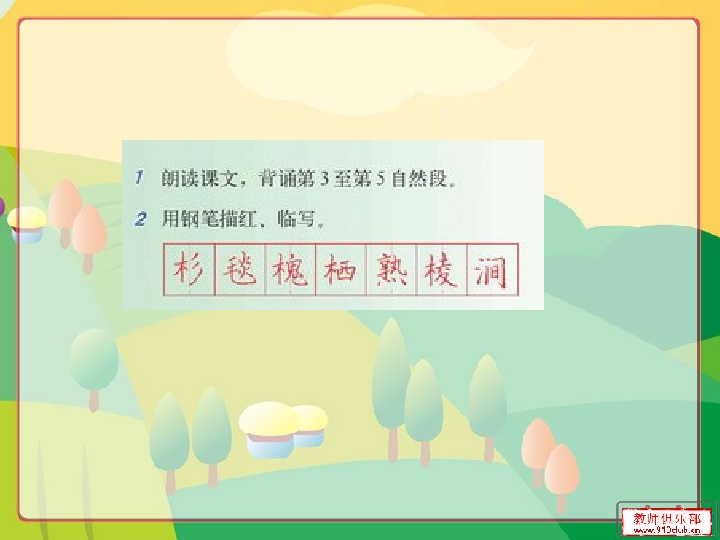 1 朗读课文，背诵第3至第5自然段。
2 用钢笔描红、临写。
杉 毯 槐 栖 熟 棱 涧
教师俱乐部
www.910club.cn